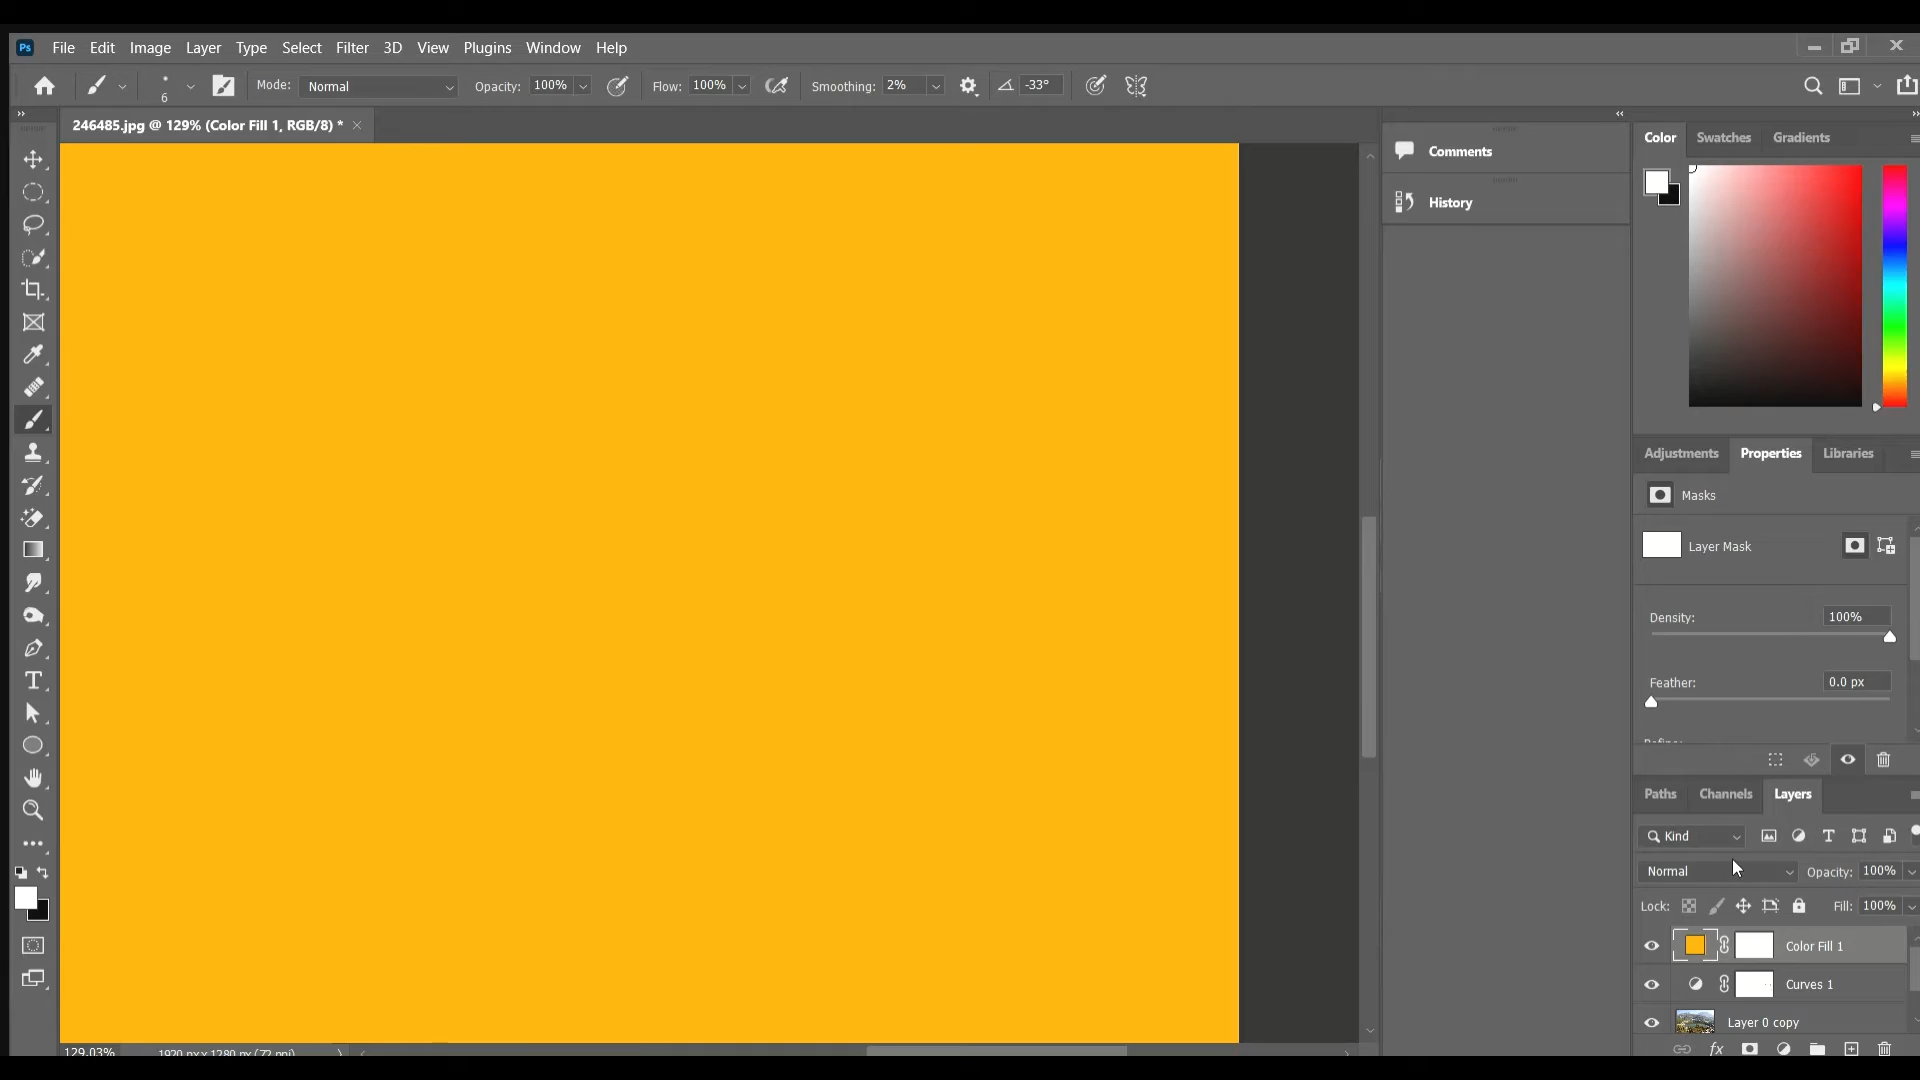 Ps File Edit Image Layer Type Select Filter 3D View Plugins Window Help
6 Mode: Normal Opacity: 100% Flow: 100% Smoothing: 2% -33°
246485.jpg @ 129% (Color Fill 1, RGB/8) *
Comments
History
Color Swatches Gradients
Adjustments Properties Libraries
Masks
Layer Mask
Density: 100%
Feather: 0.0 px
Refine:
Paths Channels Layers
Kind
Normal Opacity: 100%
Lock: Fill: 100%
Color Fill 1
Curves 1
Layer 0 copy
fx
129.03% 1920 px x 1280 px (72 ppi)